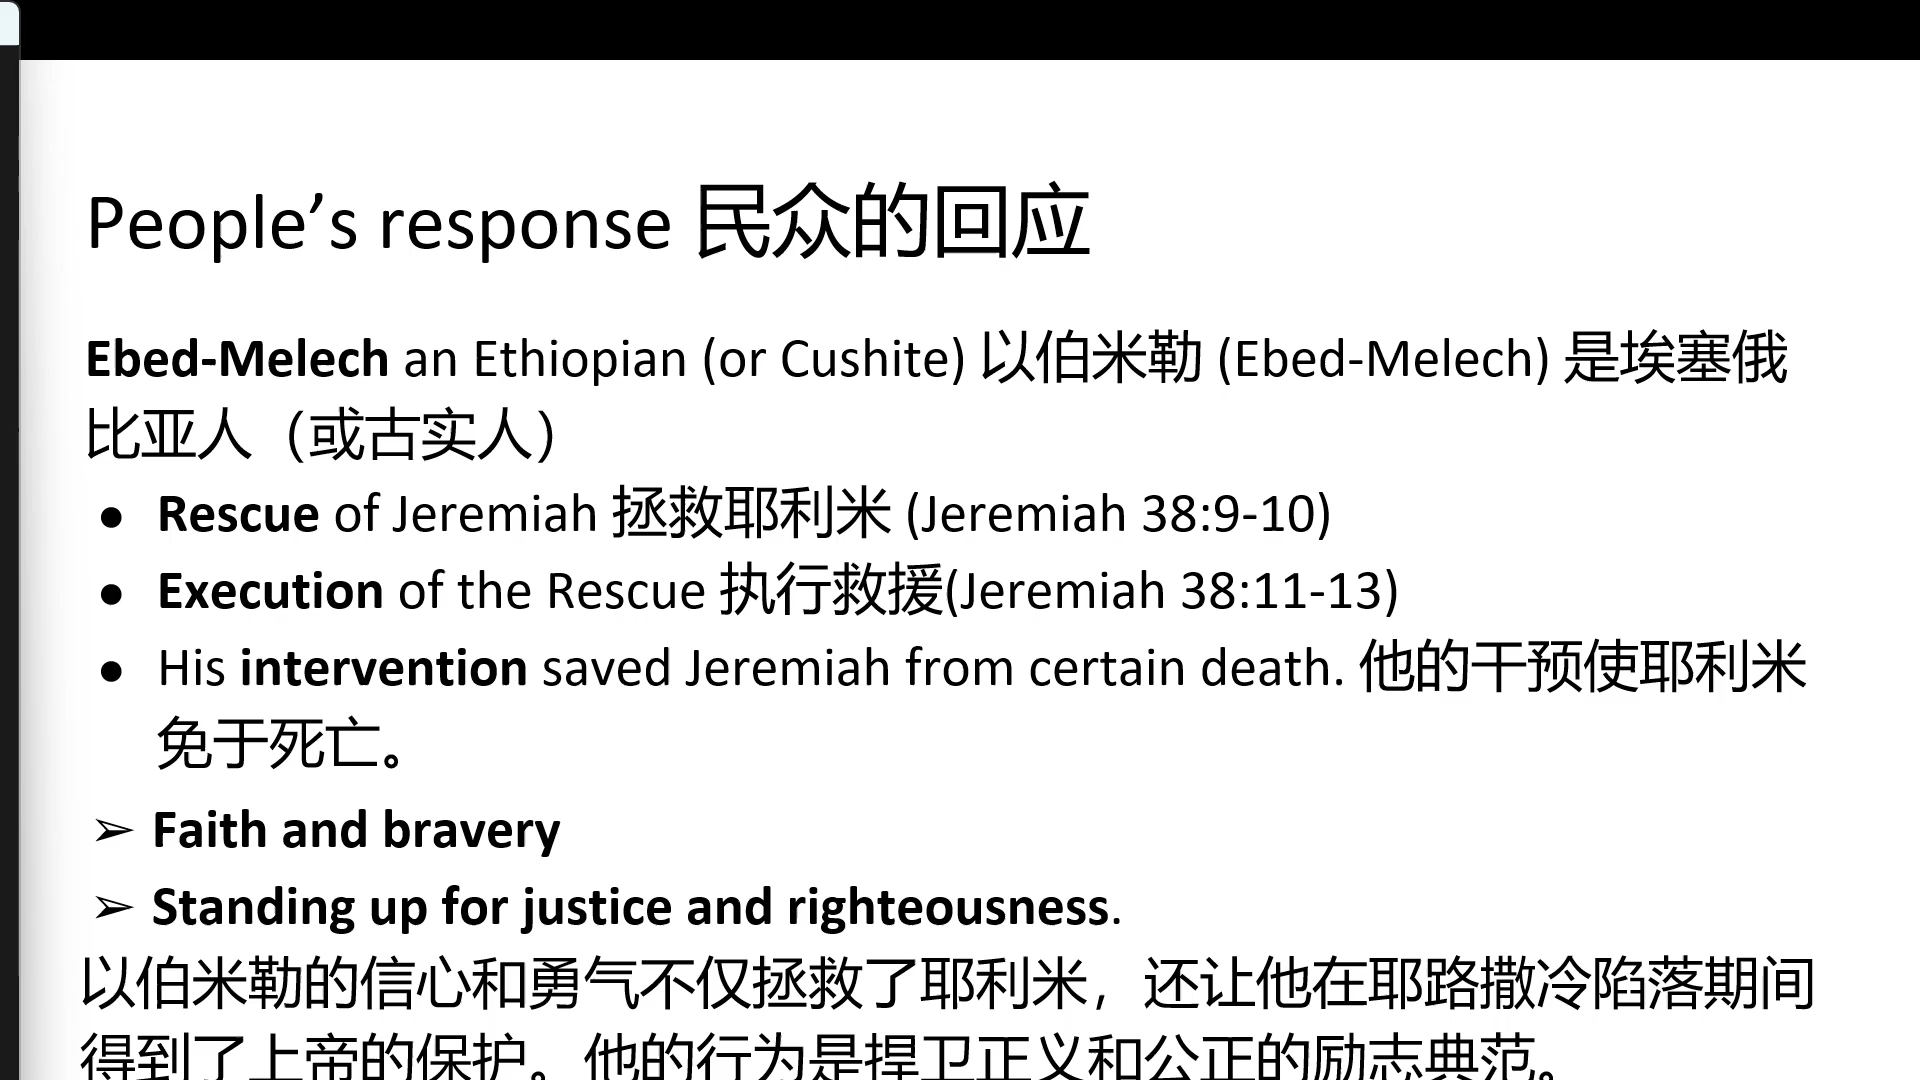 People’s response 民众的回应
Ebed-Melech an Ethiopian (or Cushite) 以伯米勒 (Ebed-Melech) 是埃塞俄
比亚人（或古实人）
● Rescue of Jeremiah 拯救耶利米 (Jeremiah 38:9-10)
● Execution of the Rescue 执行救援(Jeremiah 38:11-13)
● His intervention saved Jeremiah from certain death. 他的干预使耶利米
免于死亡。
➢ Faith and bravery
➢ Standing up for justice and righteousness.
以伯米勒的信心和勇气不仅拯救了耶利米，还让他在耶路撒冷陷落期间
得到了上帝的保护。他的行为是捍卫正义和公正的励志典范。